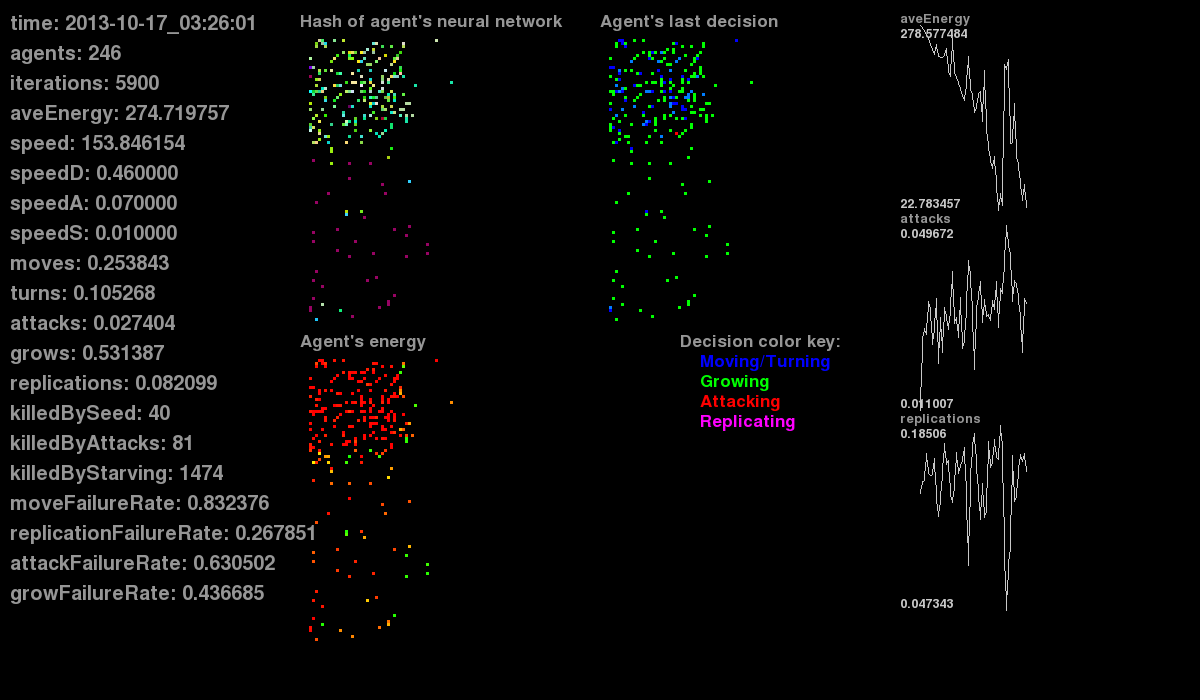 time: 2013-10-17_03:26:01
agents: 246
iterations: 5900
aveEnergy: 274.719757
speed: 153.846154
speedD: 0.460000
speedA: 0.070000
speedS: 0.010000
moves: 0.253843
turns: 0.105268
attacks: 0.027404
grows: 0.531387
replications: 0.082099
killedBySeed: 40
killedByAttacks: 81
killedByStarving: 1474
moveFailureRate: 0.832376
replicationFailureRate: 0.267851
attackFailureRate: 0.630502
growFailureRate: 0.436685
Hash of agent's neural network
Agent's last decision
Agent's energy
Decision color key:
Moving/Turning
Growing
Attacking
Replicating
aveEnergy
278.577484
22.783457
attacks
0.049672
0.011007
replications
0.18506
0.047343